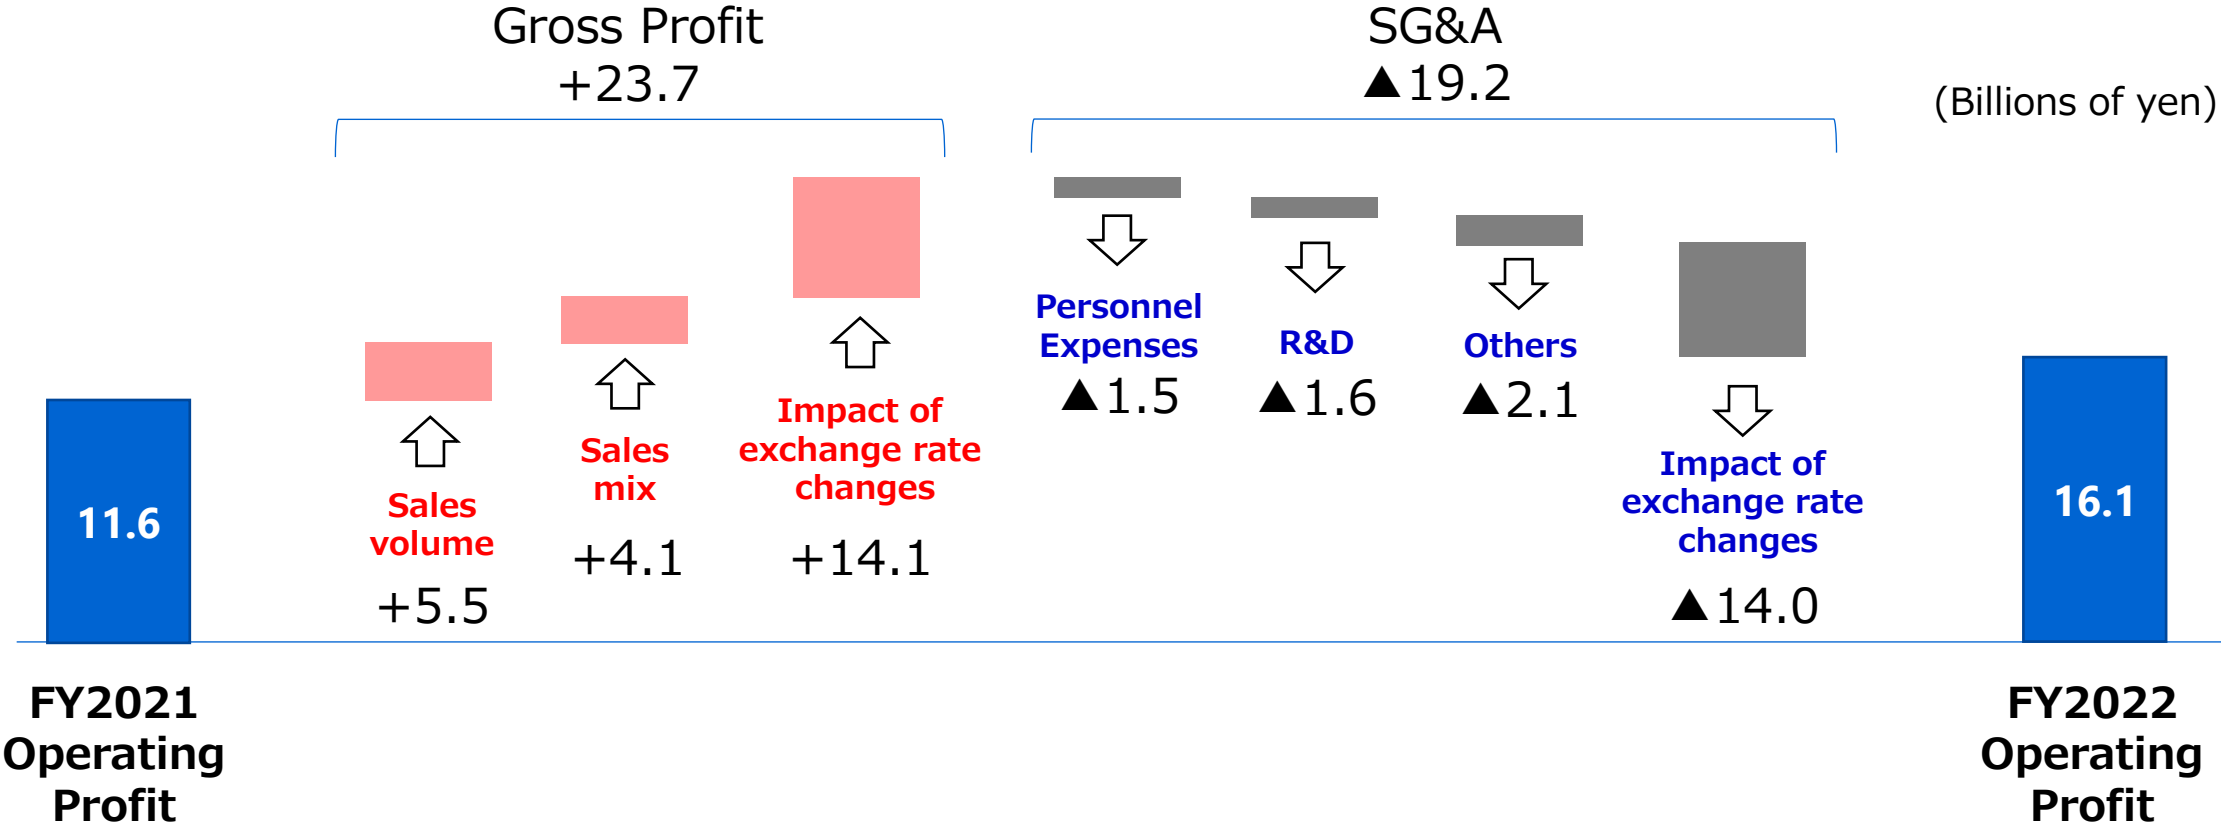 Gross Profit
+23.7
SG&A
▲19.2
(Billions of yen)
11.6
Sales
volume
+5.5
Sales
mix
+4.1
Impact of
exchange rate
changes
+14.1
Personnel
Expenses
▲1.5
R&D
▲1.6
Others
▲2.1
Impact of
exchange rate
changes
▲14.0
16.1
FY2021
Operating
Profit
FY2022
Operating
Profit